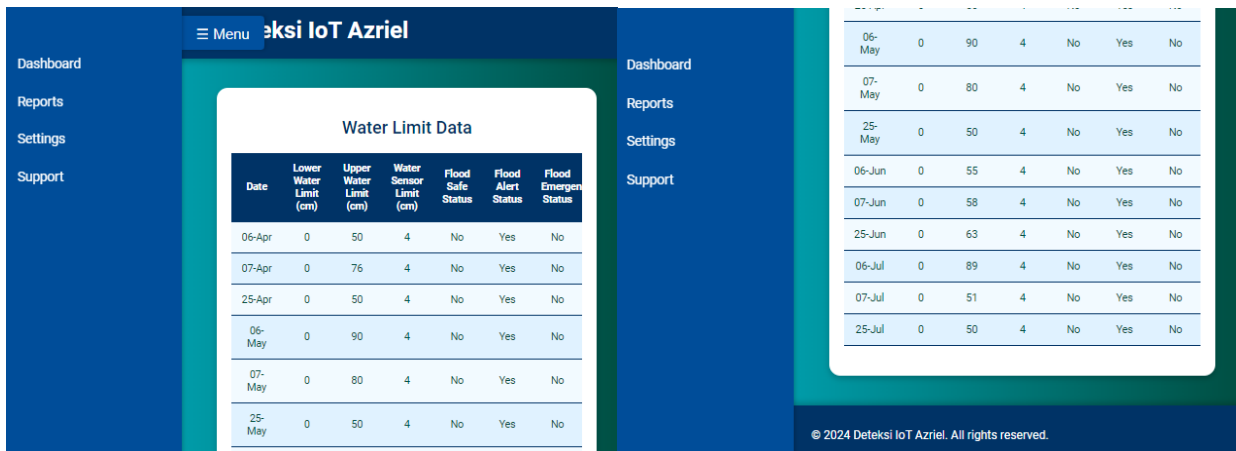 ☰ Menu eksi IoT Azriel
Dashboard
Reports
Settings
Support
Water Limit Data
Date Lower Water Limit (cm) Upper Water Limit (cm) Water Sensor Limit (cm) Flood Safe Status Flood Alert Status Flood Emergen Status
06-Apr 0 50 4 No Yes No
07-Apr 0 76 4 No Yes No
25-Apr 0 50 4 No Yes No
06-May 0 90 4 No Yes No
07-May 0 80 4 No Yes No
25-May 0 50 4 No Yes No
Dashboard
Reports
Settings
Support
06-May 0 90 4 No Yes No
07-May 0 80 4 No Yes No
25-May 0 50 4 No Yes No
06-Jun 0 55 4 No Yes No
07-Jun 0 58 4 No Yes No
25-Jun 0 63 4 No Yes No
06-Jul 0 89 4 No Yes No
07-Jul 0 51 4 No Yes No
25-Jul 0 50 4 No Yes No
© 2024 Deteksi IoT Azriel. All rights reserved.